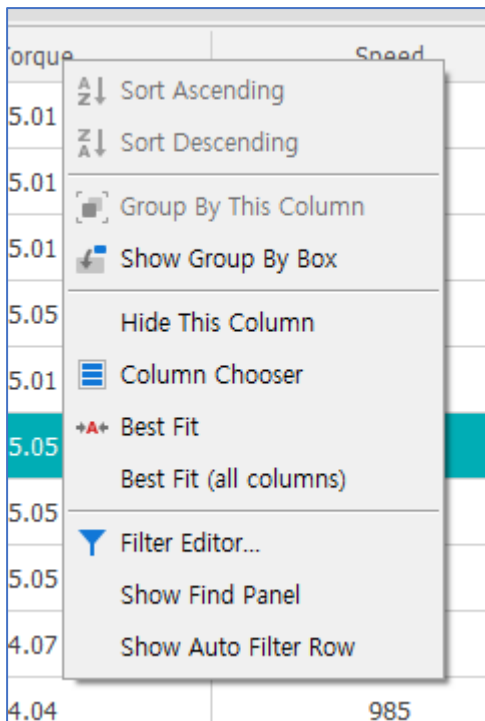 orque Speed
Sort Ascending
5.01
Sort Descending
5.01
Group By This Column
5.01
Show Group By Box
5.05
Hide This Column
5.01
Column Chooser
5.05
Best Fit
Best Fit (all columns)
5.05
Filter Editor...
5.05
Show Find Panel
4.07
Show Auto Filter Row
4.04 985